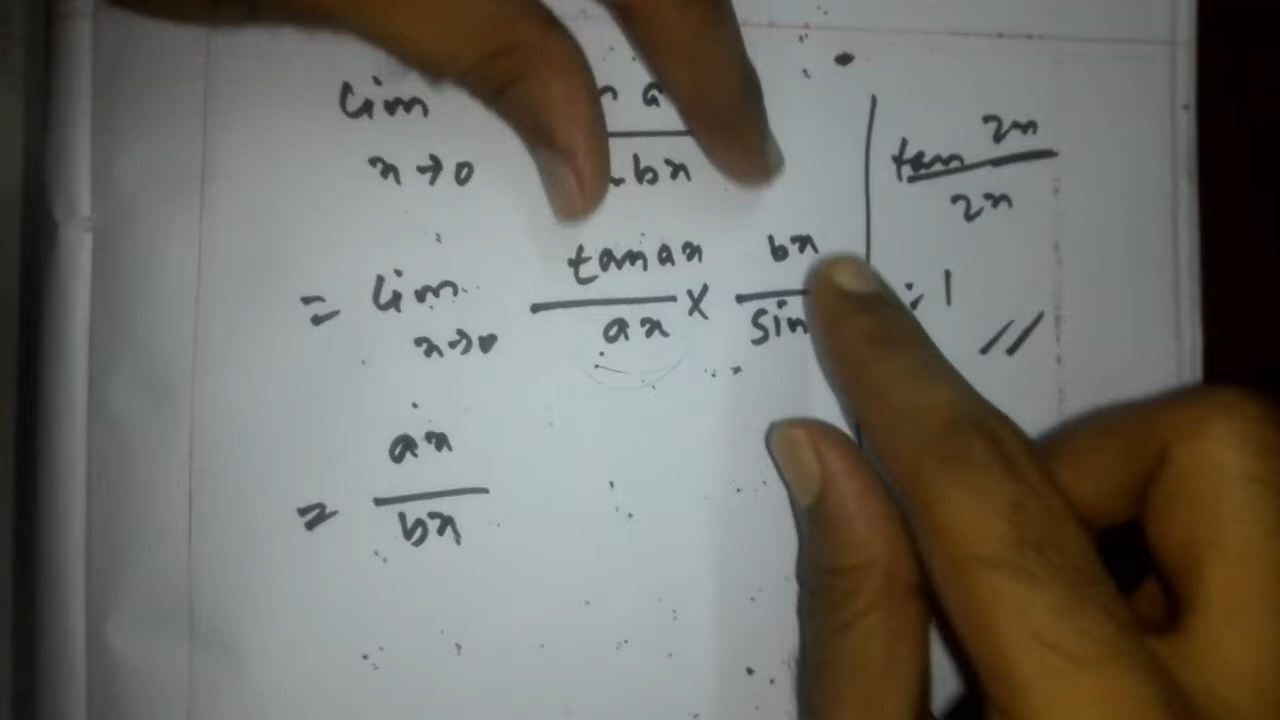 lim a
x→0 bx
= lim tan ax × bx
x→0 ax sin
= ax
bx
tan 2x
2x
= 1 //